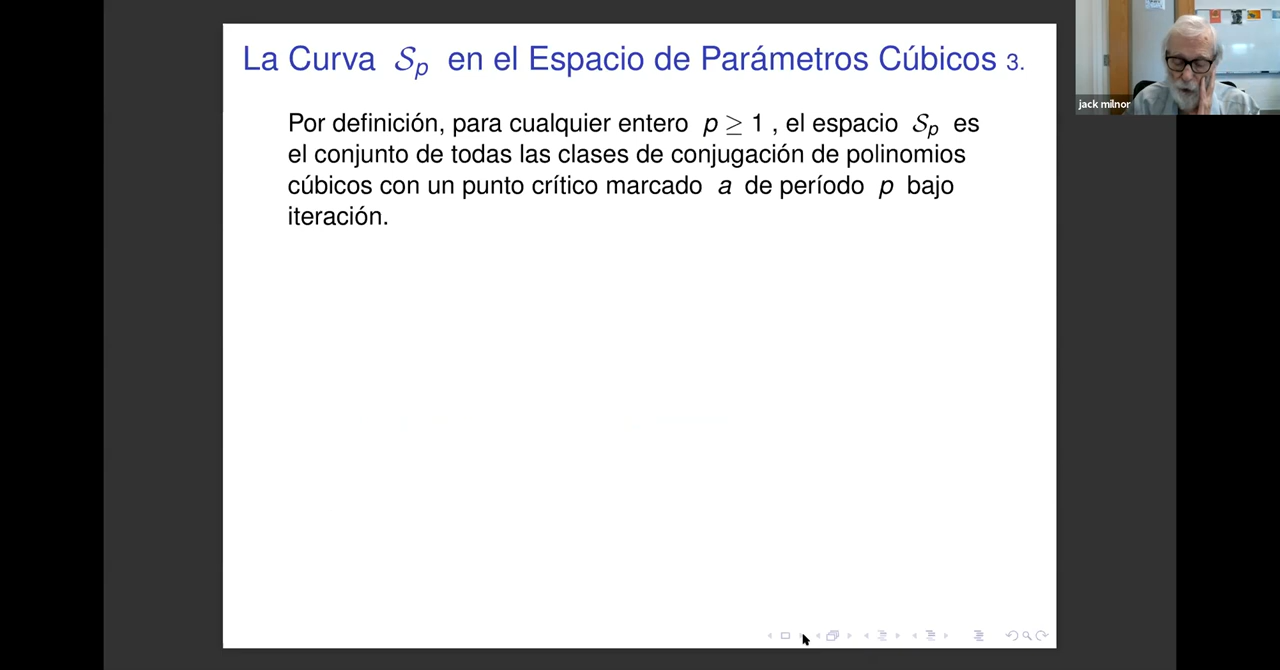 La Curva 𝒮ₚ en el Espacio de Parámetros Cúbicos 3.
jack milnor
Por definición, para cualquier entero p ≥ 1 , el espacio 𝒮ₚ es
el conjunto de todas las clases de conjugación de polinomios
cúbicos con un punto crítico marcado a de período p bajo
iteración.